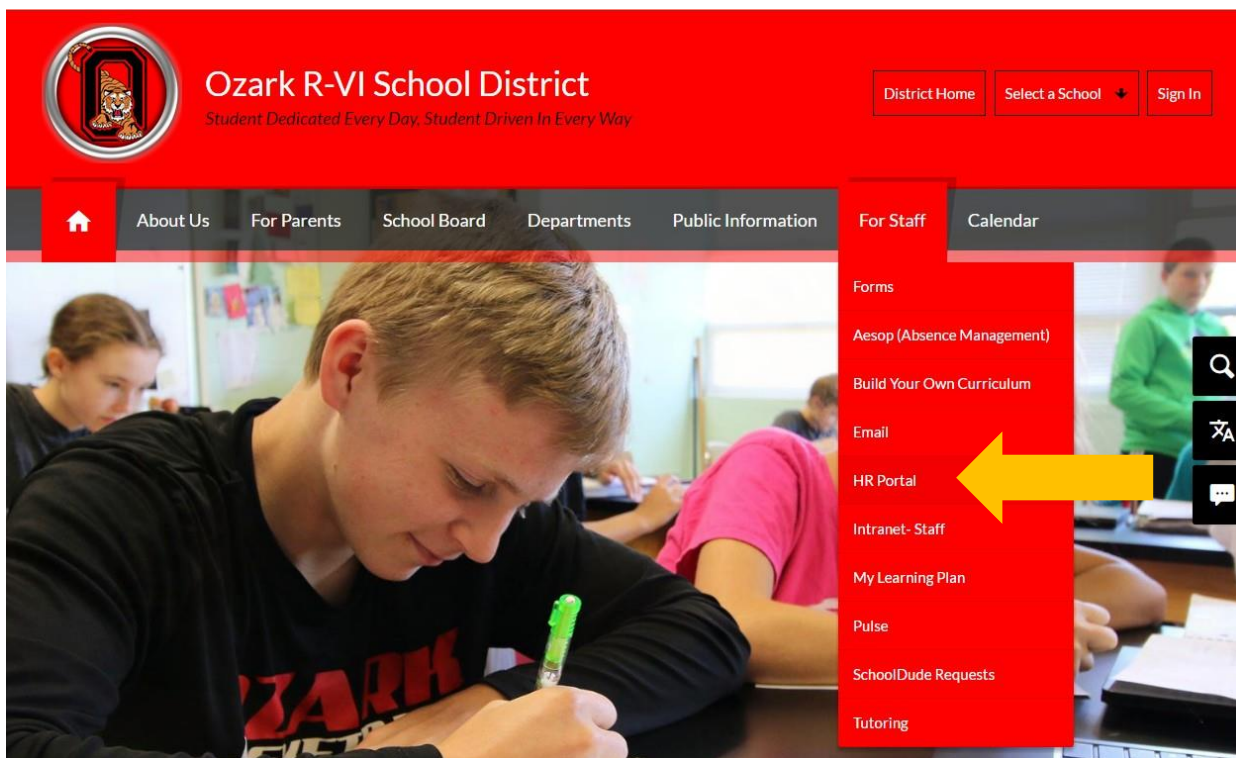 Ozark R-VI School District
Student Dedicated Every Day, Student Driven In Every Way
District Home Select a School Sign In
About Us For Parents School Board Departments Public Information For Staff Calendar
Forms
Aesop (Absence Management)
Build Your Own Curriculum
Email
HR Portal
Intranet- Staff
My Learning Plan
Pulse
SchoolDude Requests
Tutoring
OZARK